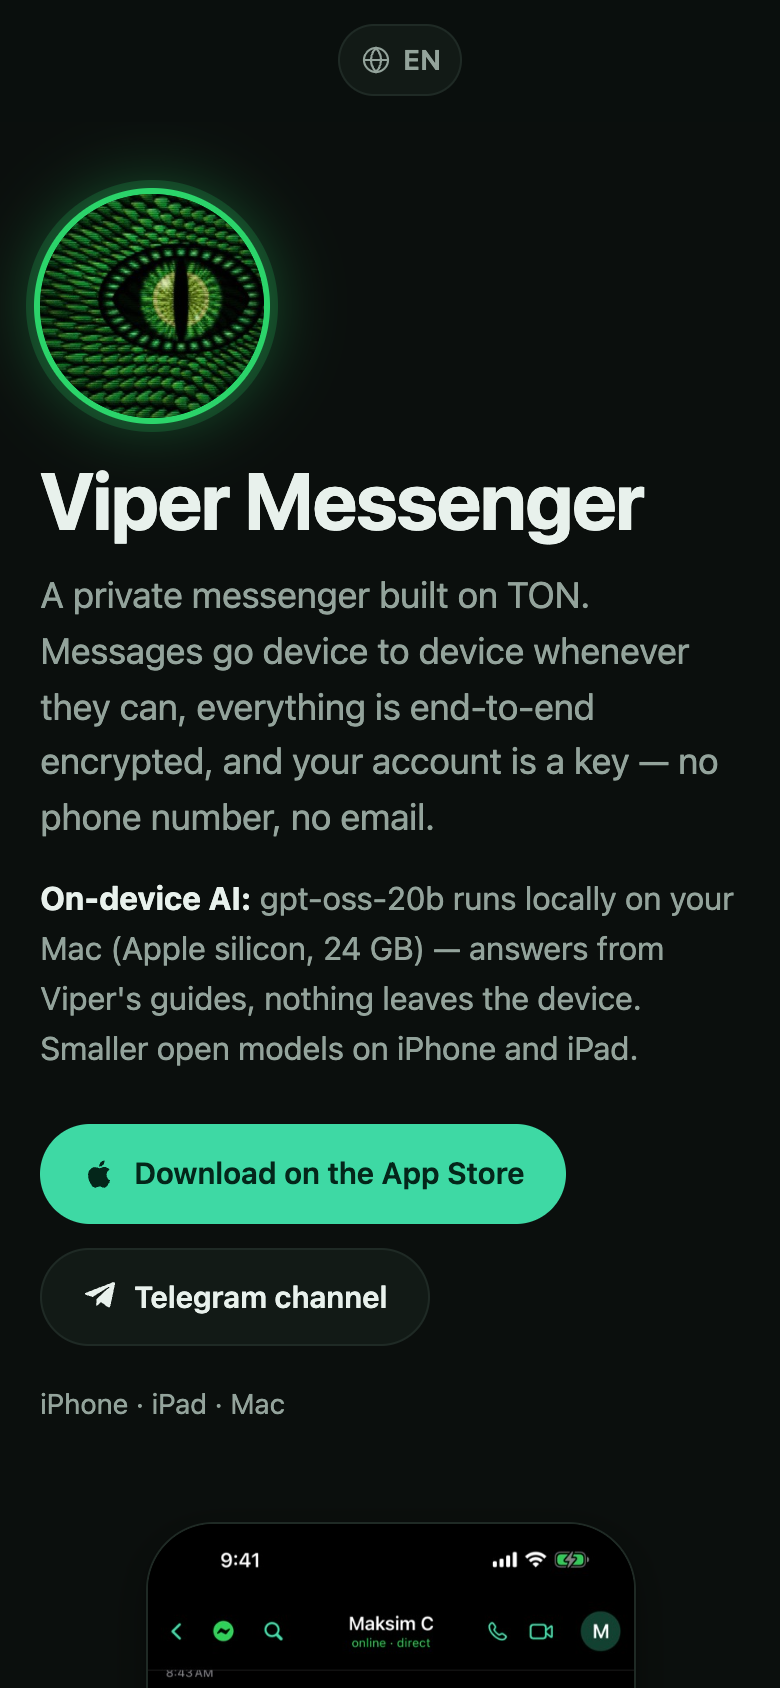 EN
Viper Messenger
A private messenger built on TON.
Messages go device to device whenever
they can, everything is end-to-end
encrypted, and your account is a key — no
phone number, no email.
On-device AI: gpt-oss-20b runs locally on your
Mac (Apple silicon, 24 GB) — answers from
Viper's guides, nothing leaves the device.
Smaller open models on iPhone and iPad.
Download on the App Store
Telegram channel
iPhone · iPad · Mac
9:41
Maksim C
M
online · direct
8:43 AM